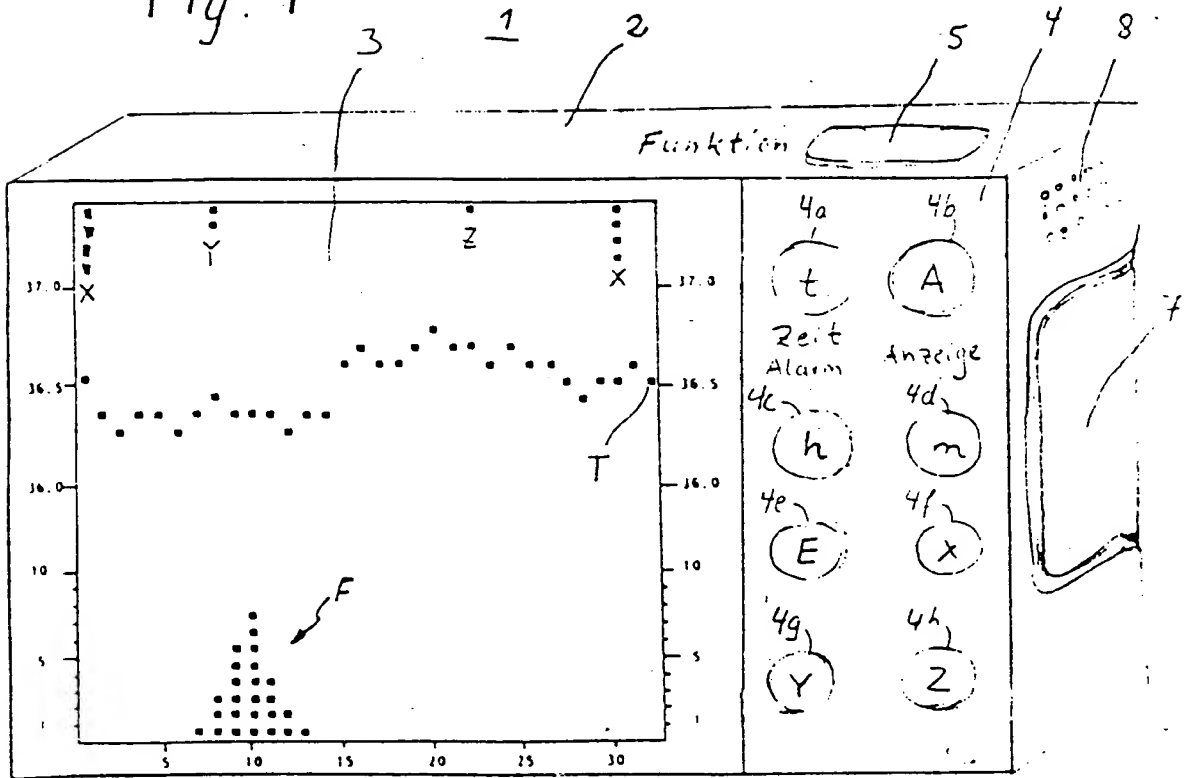 Fig. 1
1
2
3
5
4
8
Funktion
4a 4b
Y Z
t A
X X
37.0 37.0
7
Zeit Anzeige
Alarm
36.5 36.5
4c 4d
h m
T
36.0 36.0
4e 4f
E X
10 10
F
4g 4h
5 5
Y Z
1 1
5 10 15 20 25 30